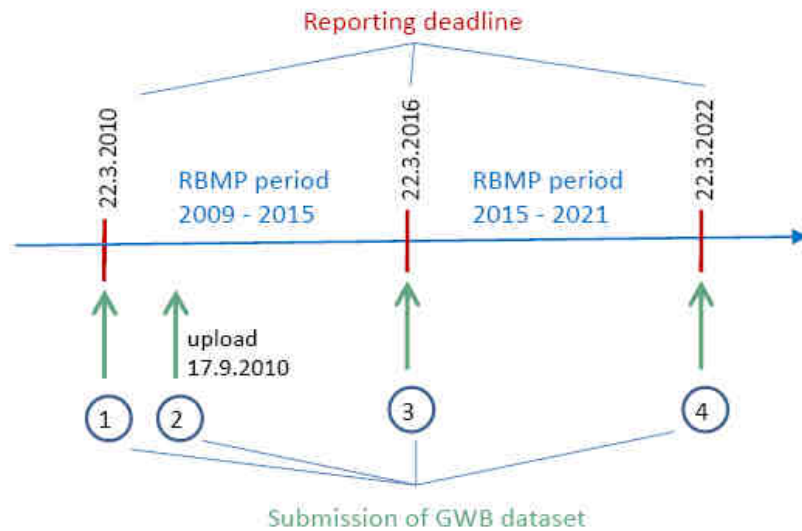 Reporting deadline
22.3.2010
22.3.2016
22.3.2022
RBMP period
2009 - 2015
RBMP period
2015 - 2021
upload
17.9.2010
1
2
3
4
Submission of GWB dataset